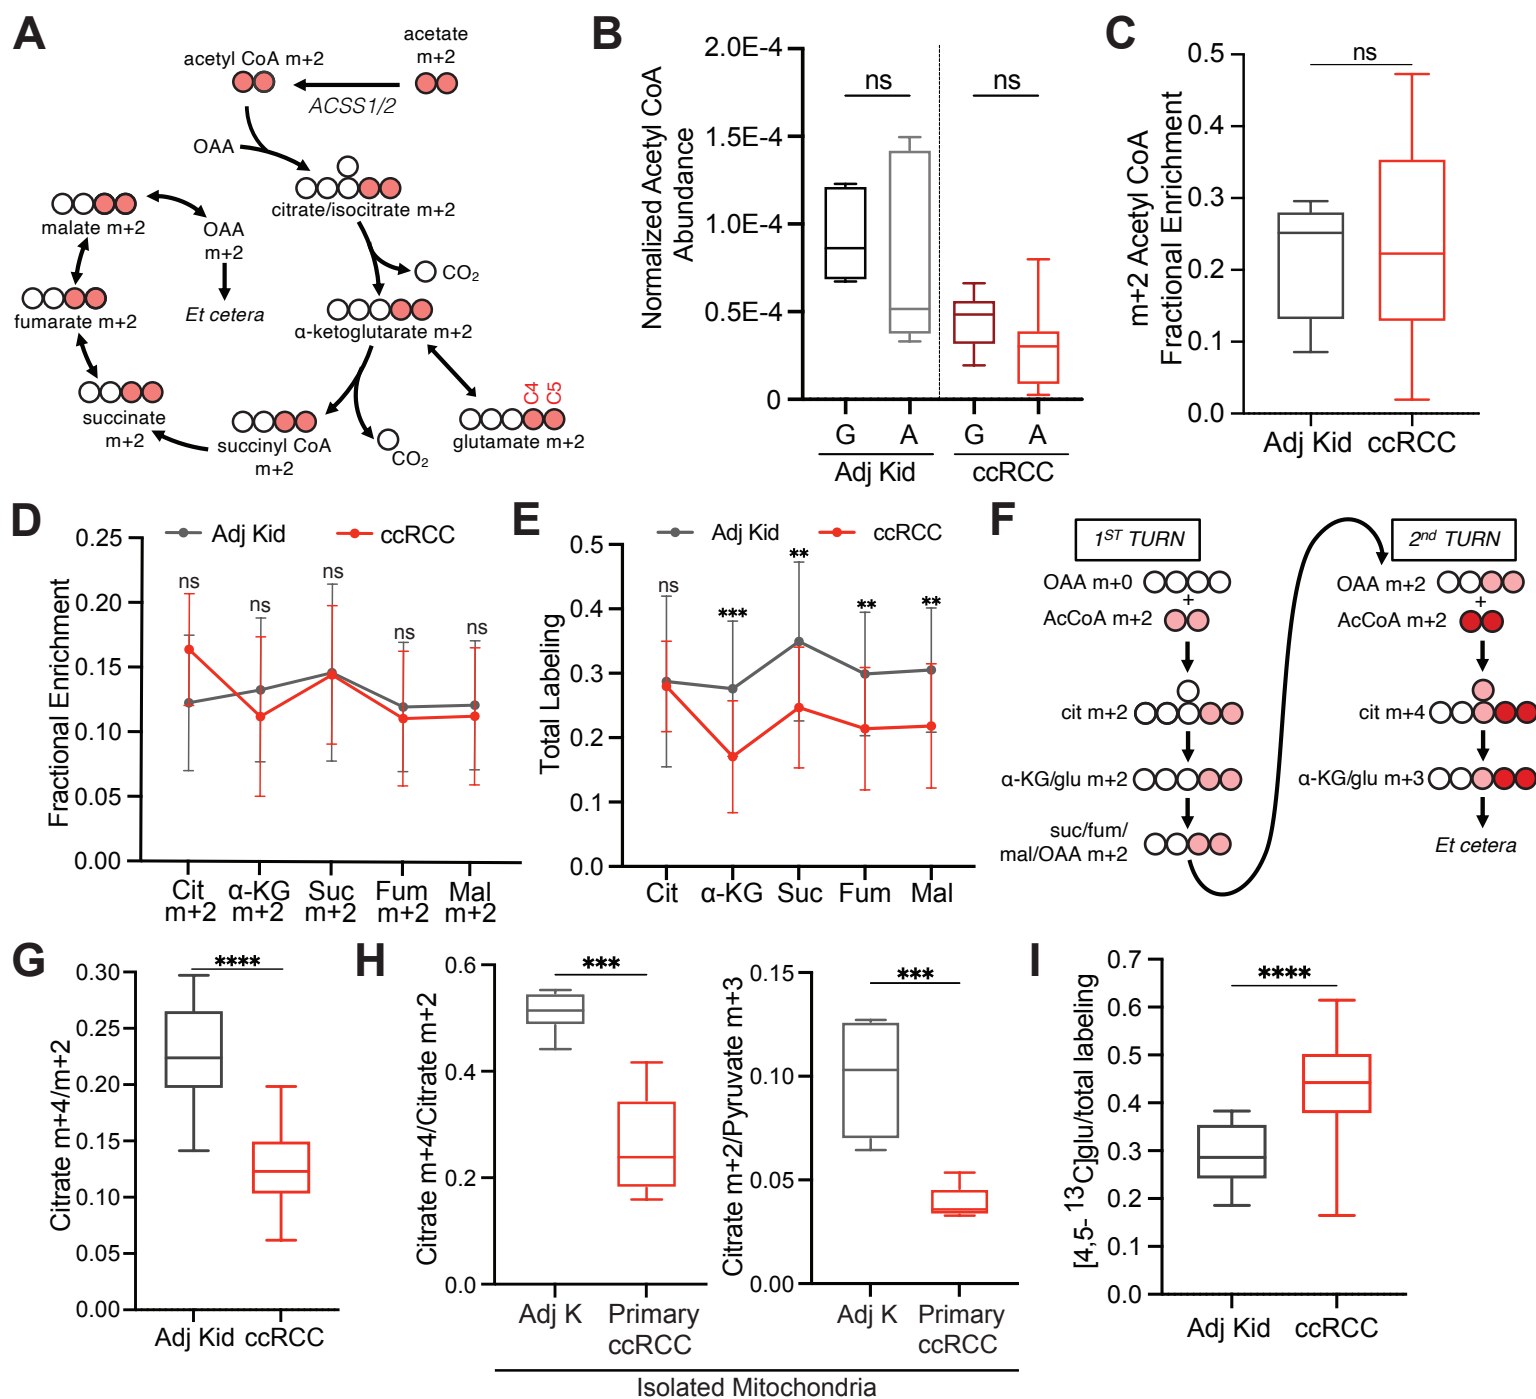 A
acetyl CoA m+2
acetate
m+2
ACSS1/2
OAA
citrate/isocitrate m+2
malate m+2
OAA
m+2
Et cetera
CO₂
fumarate m+2
α-ketoglutarate m+2
succinate
m+2
succinyl CoA
m+2
CO₂
C4
C5
glutamate m+2
B
Normalized Acetyl CoA
Abundance
2.0E-4
1.5E-4
1.0E-4
0.5E-4
0
ns
ns
G
A
G
A
Adj Kid
ccRCC
C
m+2 Acetyl CoA
Fractional Enrichment
0.5
0.4
0.3
0.2
0.1
0.0
ns
Adj Kid
ccRCC
D
Fractional Enrichment
0.25
0.20
0.15
0.10
0.05
0.00
Adj Kid
ccRCC
ns
ns
ns
ns
ns
Cit
m+2
α-KG
m+2
Suc
m+2
Fum
m+2
Mal
m+2
E
Total Labeling
0.5
0.4
0.3
0.2
0.1
0.0
Adj Kid
ccRCC
ns
***
**
**
**
Cit
α-KG
Suc
Fum
Mal
F
1ST TURN
OAA m+0
+
AcCoA m+2
cit m+2
α-KG/glu m+2
suc/fum/
mal/OAA m+2
2nd TURN
OAA m+2
+
AcCoA m+2
cit m+4
α-KG/glu m+3
Et cetera
G
Citrate m+4/m+2
0.30
0.25
0.20
0.15
0.10
0.05
0.00
****
Adj Kid
ccRCC
H
Citrate m+4/Citrate m+2
0.6
0.4
0.2
0.0
***
Adj K
Primary
ccRCC
Citrate m+2/Pyruvate m+3
0.15
0.10
0.05
0.00
***
Adj K
Primary
ccRCC
Isolated Mitochondria
I
[4,5-¹³C]glu/total labeling
0.7
0.6
0.5
0.4
0.3
0.2
0.1
0.0
****
Adj Kid
ccRCC